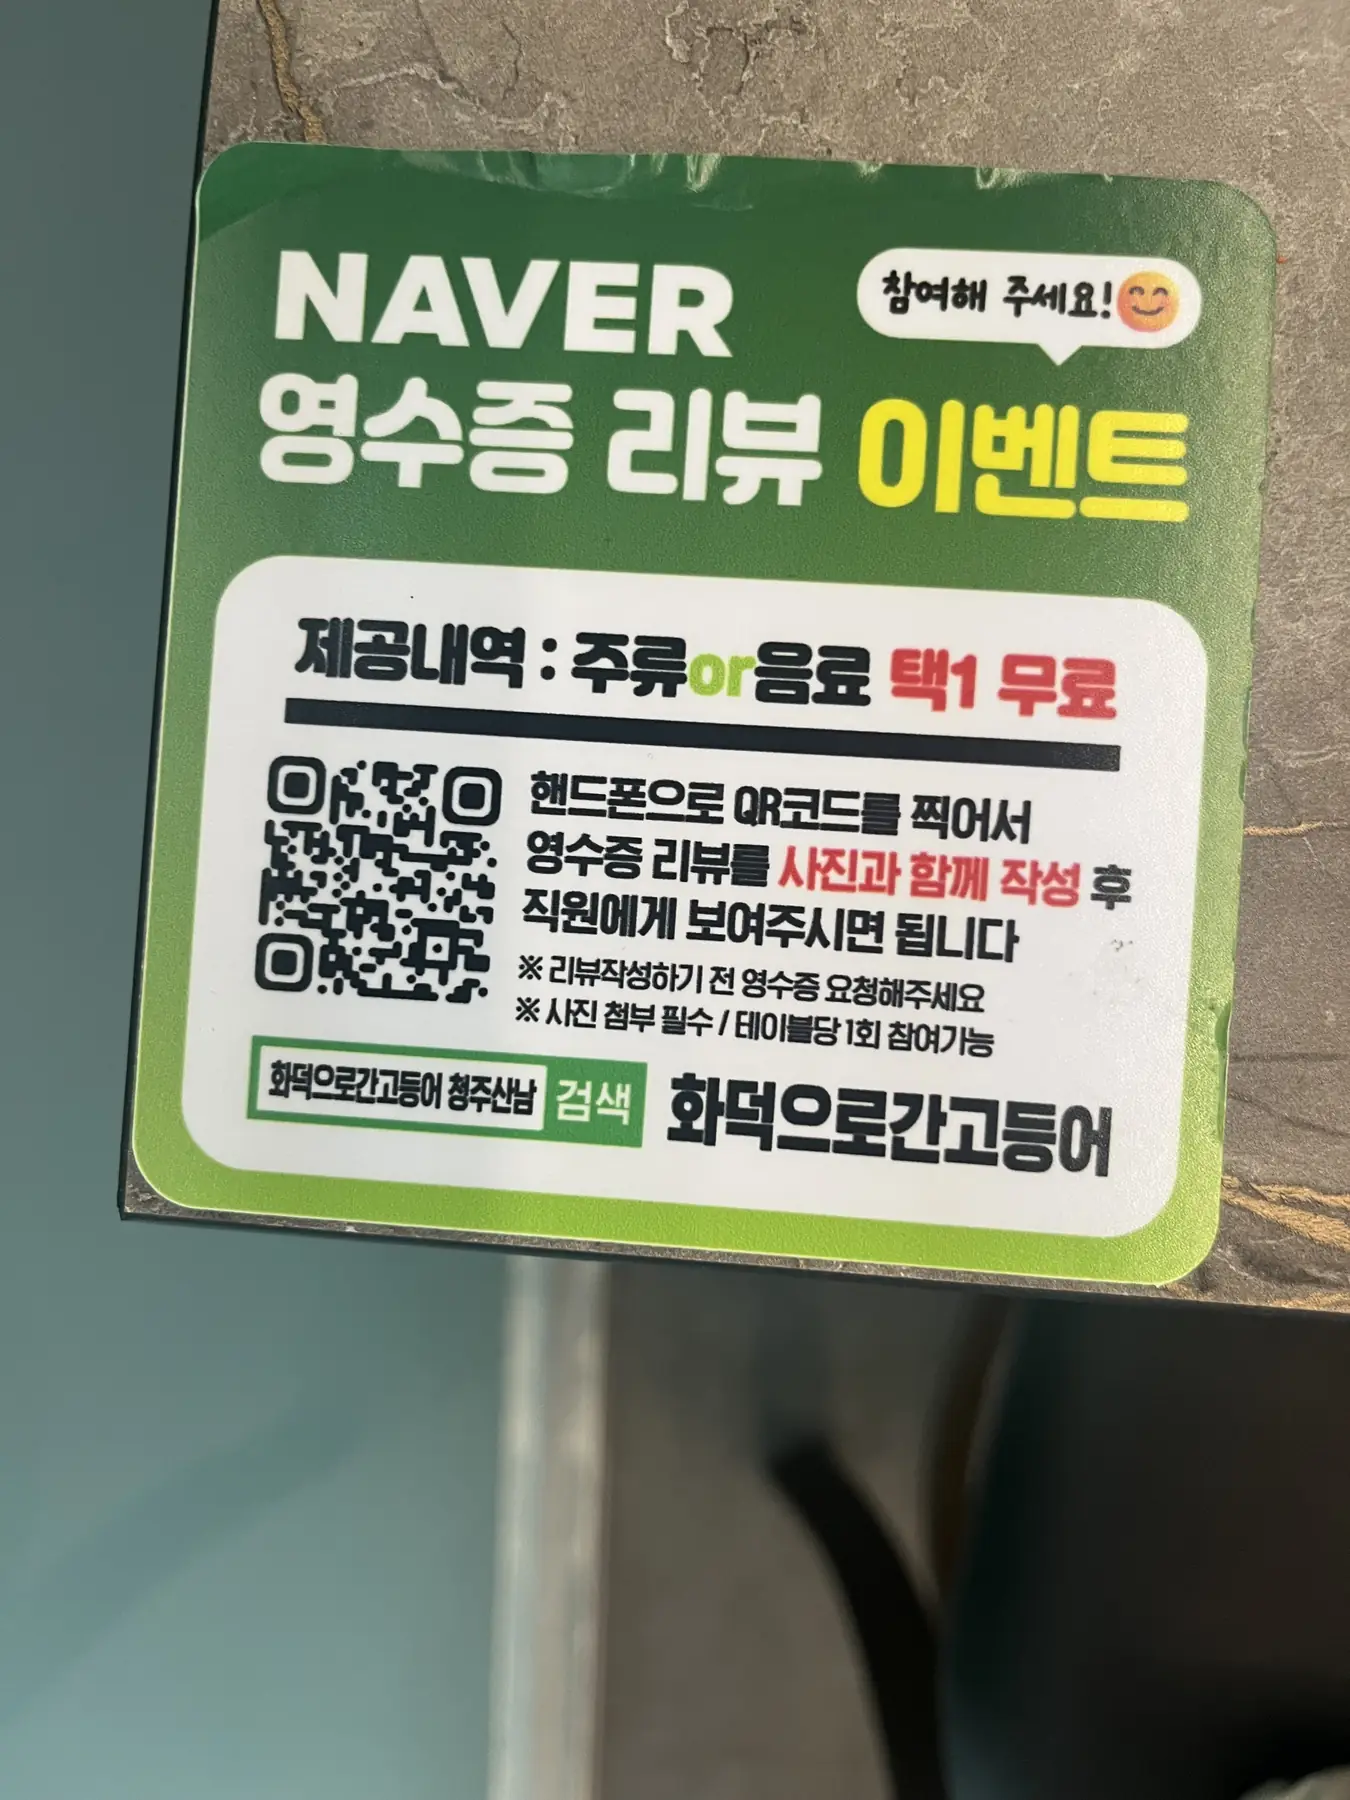 NAVER
참여해 주세요!😊
영수증 리뷰 이벤트
제공내역 : 주류or음료 택1 무료
핸드폰으로 QR코드를 찍어서
영수증 리뷰를 사진과 함께 작성 후
직원에게 보여주시면 됩니다
※ 리뷰작성하기 전 영수증 요청해주세요
※ 사진 첨부 필수 / 테이블당 1회 참여가능
화덕으로간고등어 청주산남 검색
화덕으로간고등어